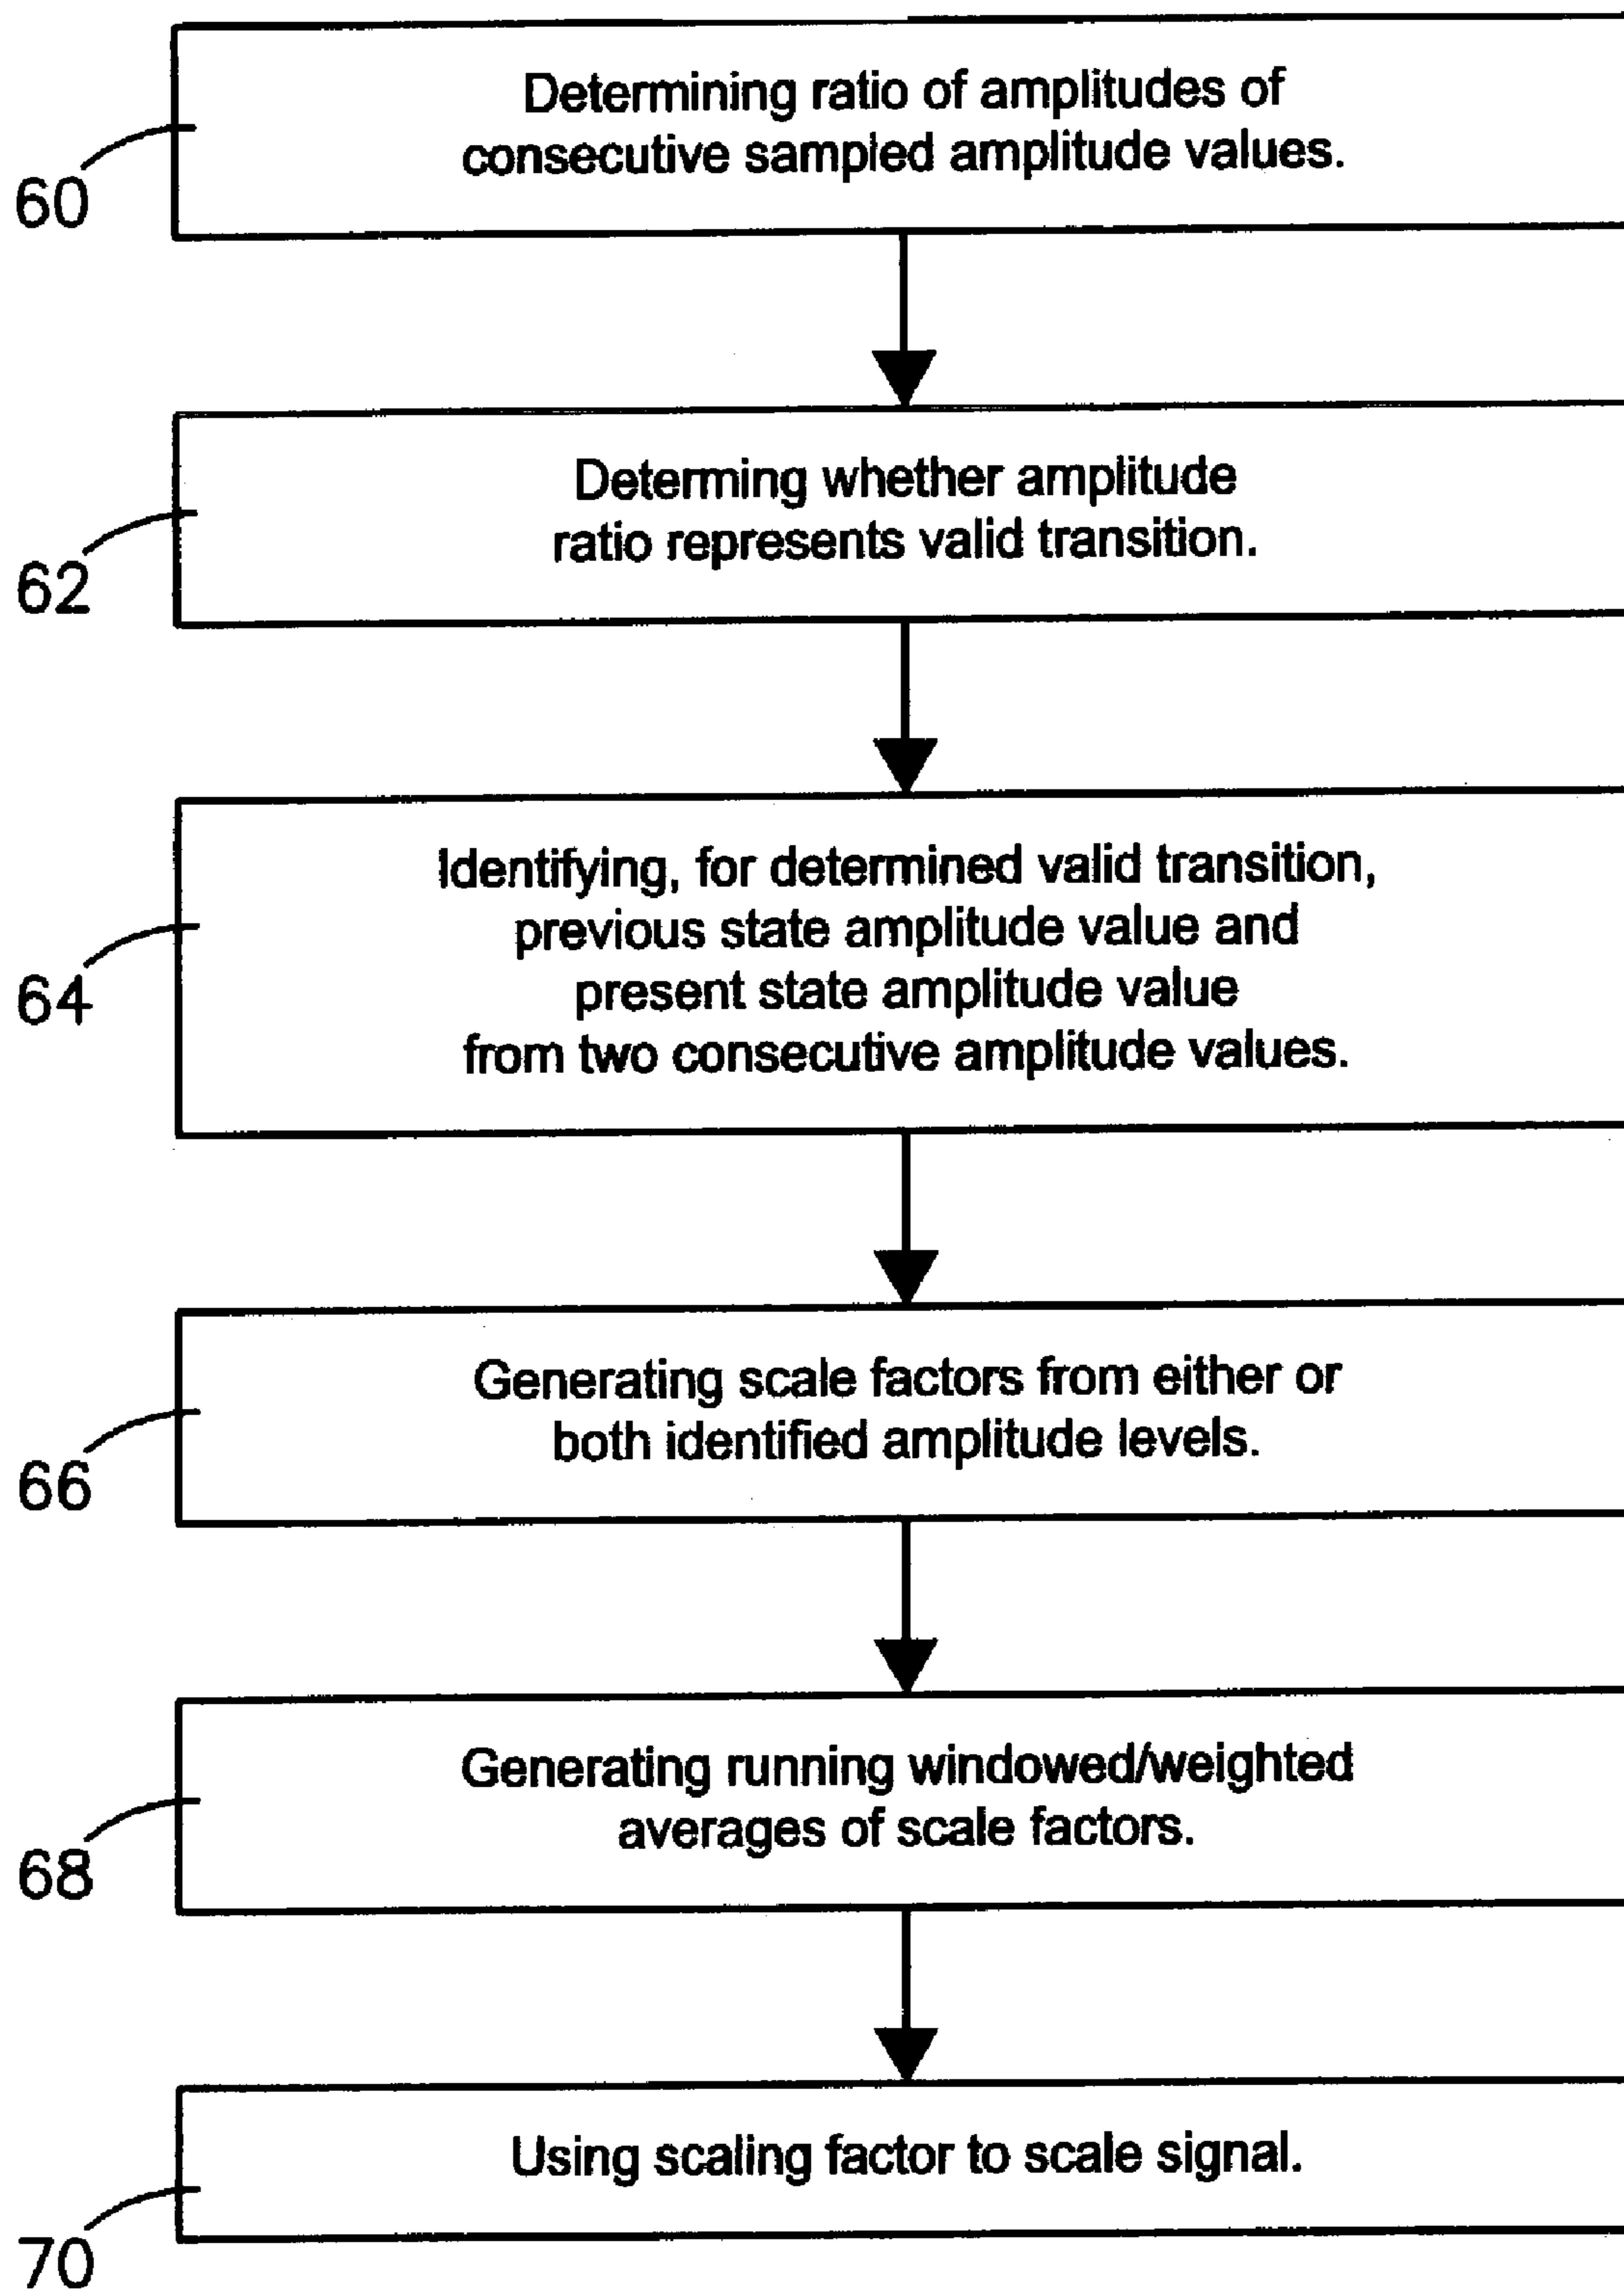 Determining ratio of amplitudes of
consecutive sampled amplitude values.
60
Determing whether amplitude
ratio represents valid transition.
62
Identifying, for determined valid transition,
previous state amplitude value and
present state amplitude value
from two consecutive amplitude values.
64
Generating scale factors from either or
both identified amplitude levels.
66
Generating running windowed/weighted
averages of scale factors.
68
Using scaling factor to scale signal.
70